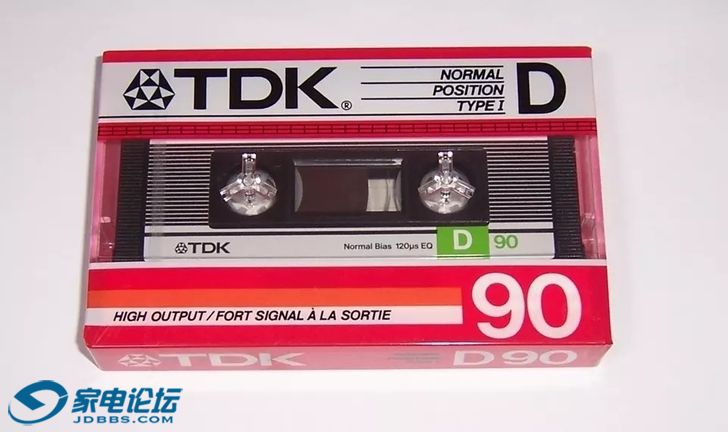 TDK®
NORMAL
POSITION
TYPE I
D
TDK
Normal Bias 120µs EQ
D
90
HIGH OUTPUT/FORT SIGNAL À LA SORTIE
90
TDK
D90
家电论坛
JDBBS.COM